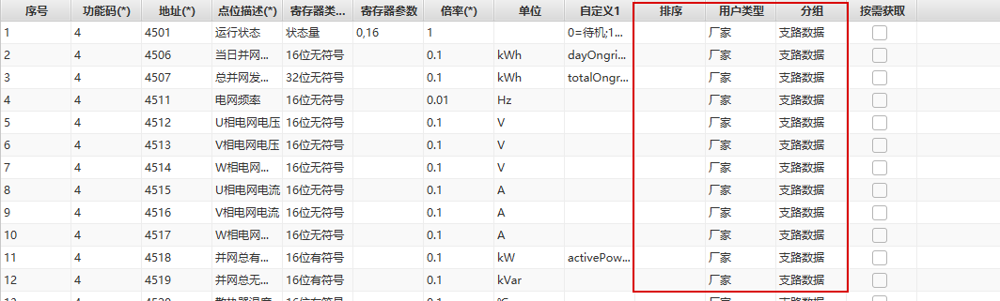 序号 功能码(*) 地址(*) 点位描述(*) 寄存器类... 寄存器参数 倍率(*) 单位 自定义1 排序 用户类型 分组 按需获取
1 4 4501 运行状态 状态量 0,16 1 0=待机;1... 厂家 支路数据
2 4 4506 当日并网... 16位无符号 0.1 kWh dayOngri... 厂家 支路数据
3 4 4507 总并网发... 32位无符号 0.1 kWh totalOngr... 厂家 支路数据
4 4 4511 电网频率 16位无符号 0.01 Hz 厂家 支路数据
5 4 4512 U相电网电压 16位无符号 0.1 V 厂家 支路数据
6 4 4513 V相电网电压 16位无符号 0.1 V 厂家 支路数据
7 4 4514 W相电网... 16位无符号 0.1 V 厂家 支路数据
8 4 4515 U相电网电流 16位无符号 0.1 A 厂家 支路数据
9 4 4516 V相电网电流 16位无符号 0.1 A 厂家 支路数据
10 4 4517 W相电网... 16位无符号 0.1 A 厂家 支路数据
11 4 4518 并网总有... 16位有符号 0.1 kW activePow... 厂家 支路数据
12 4 4519 并网总无... 16位有符号 0.1 kVar 厂家 支路数据